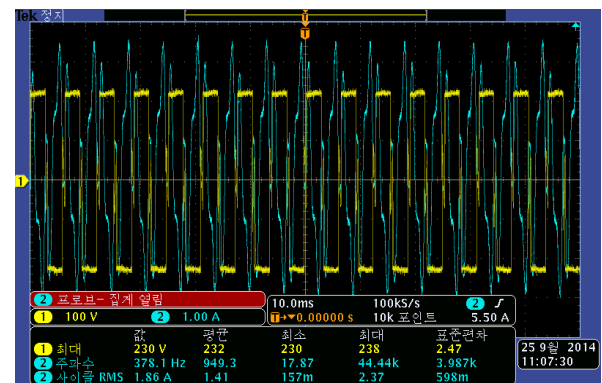 Tek 정지
T
T
1
2 프로브- 집게 열림
1 100 V 2 1.00 A
10.0ms 100kS/s 2
T→▼0.00000 s 10k 포인트 5.50 A
값 평균 최소 최대 표준편차
1 최대 230 V 232 230 238 2.47
2 주파수 378.1 Hz 949.3 17.87 44.44k 3.987k
2 사이클 RMS 1.86 A 1.41 157m 2.37 598m
25 9월 2014
11:07:30